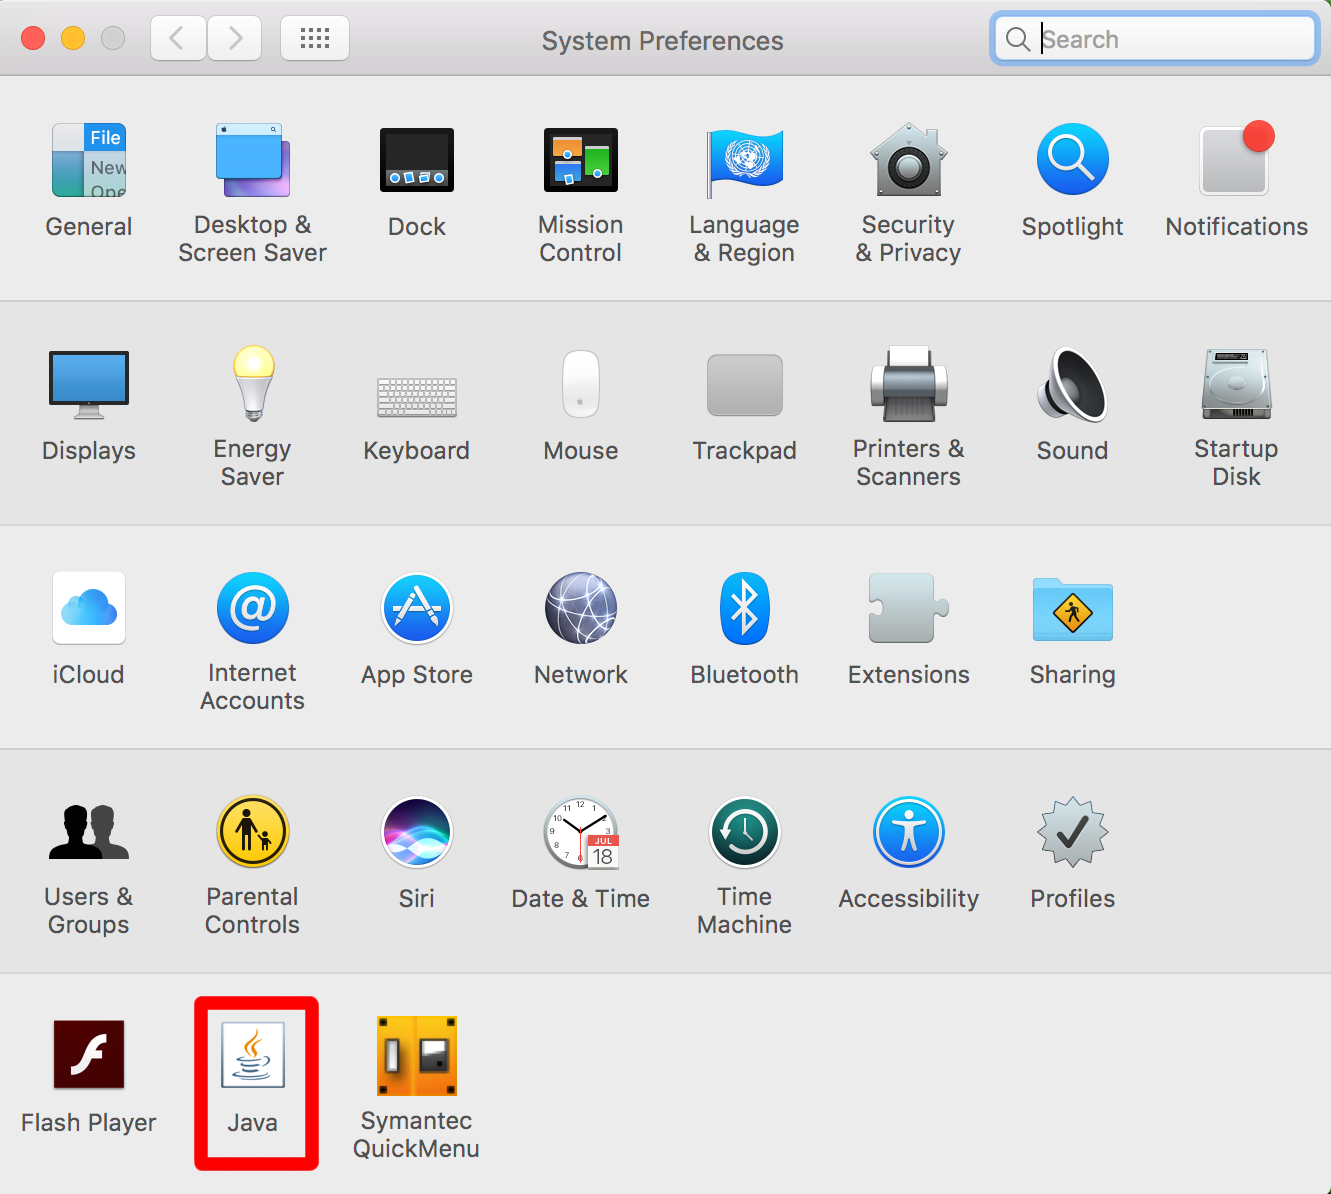 System Preferences
Search
File
New
Ope
General
Desktop &
Screen Saver
Dock
Mission
Control
Language
& Region
Security
& Privacy
Spotlight
Notifications
Displays
Energy
Saver
Keyboard
Mouse
Trackpad
Printers &
Scanners
Sound
Startup
Disk
iCloud
@
Internet
Accounts
App Store
Network
Bluetooth
Extensions
Sharing
Users &
Groups
Parental
Controls
Siri
JUL
18
Date & Time
Time
Machine
Accessibility
Profiles
Flash Player
Java
Symantec
QuickMenu